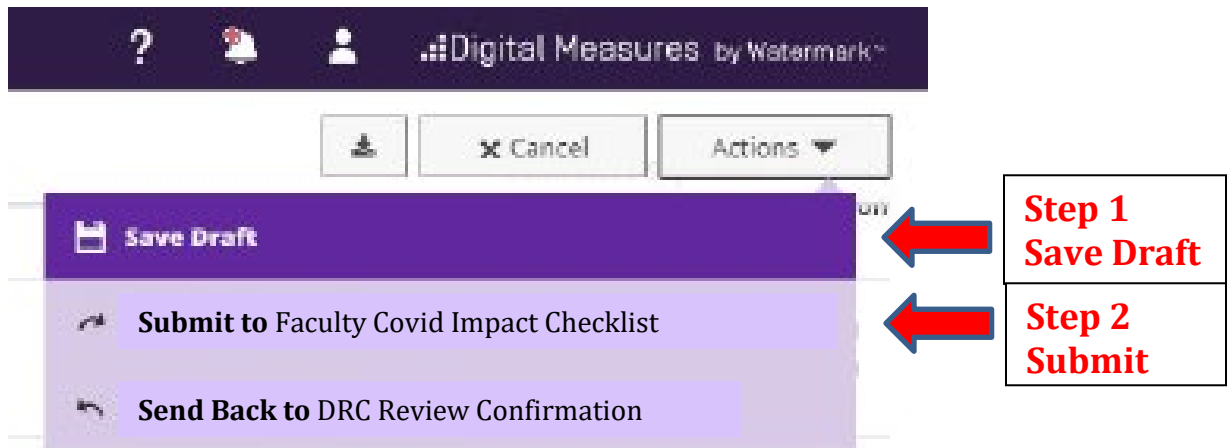 ?
Digital Measures by Watermark™
x Cancel
Actions
Save Draft
Step 1
Save Draft
Submit to Faculty Covid Impact Checklist
Step 2
Submit
Send Back to DRC Review Confirmation